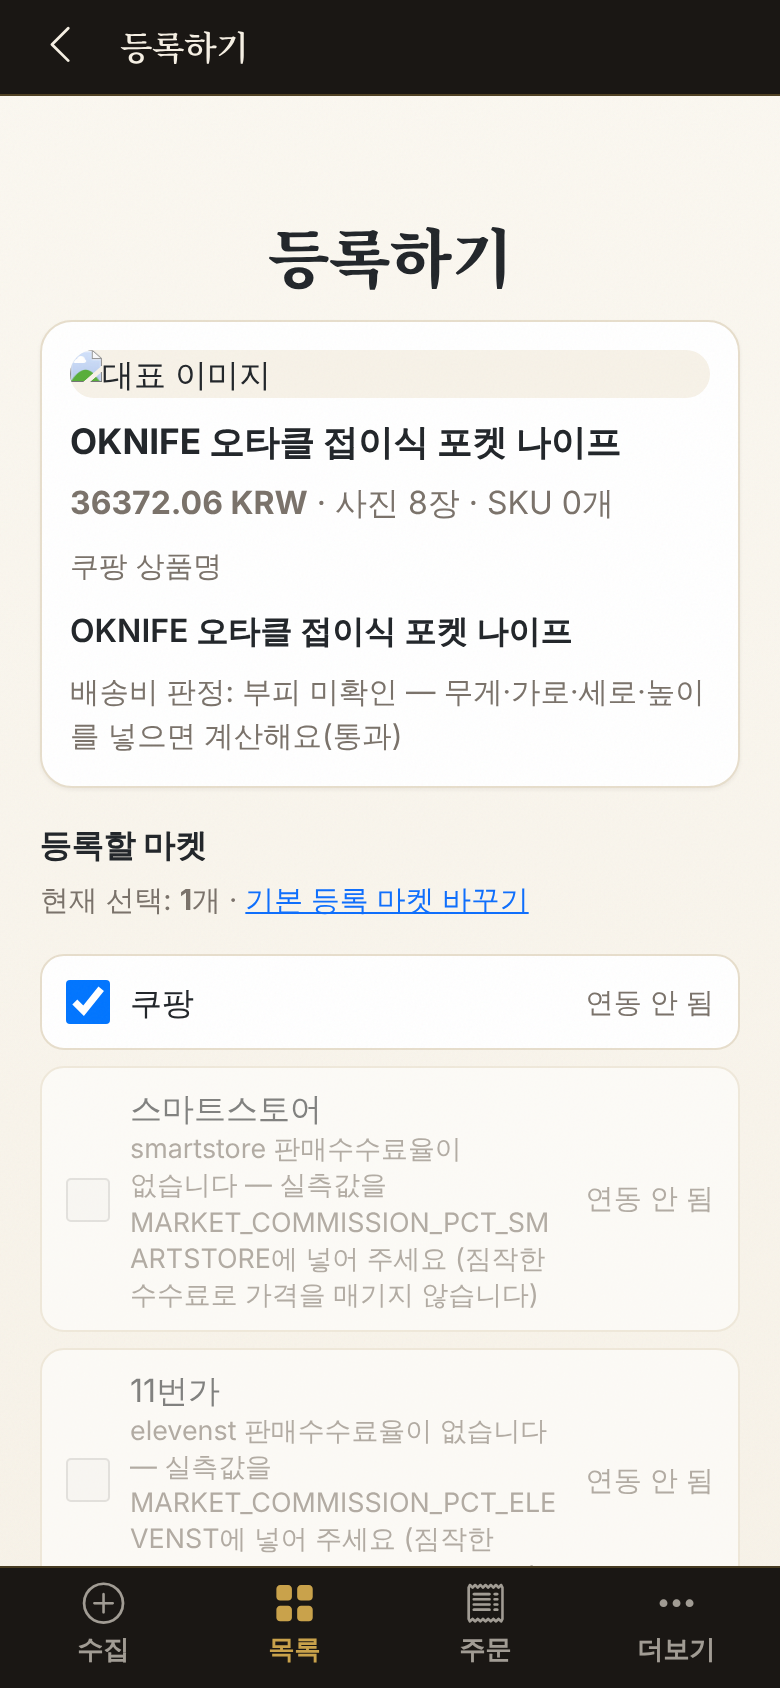 등록하기
등록하기
대표 이미지
OKNIFE 오타클 접이식 포켓 나이프
36372.06 KRW · 사진 8장 · SKU 0개
쿠팡 상품명
OKNIFE 오타클 접이식 포켓 나이프
배송비 판정: 부피 미확인 — 무게·가로·세로·높이
를 넣으면 계산해요(통과)
등록할 마켓
현재 선택: 1개 · 기본 등록 마켓 바꾸기
쿠팡
연동 안 됨
스마트스토어
smartstore 판매수수료율이
없습니다 — 실측값을
MARKET_COMMISSION_PCT_SM
ARTSTORE에 넣어 주세요 (짐작한
수수료로 가격을 매기지 않습니다)
연동 안 됨
11번가
elevenst 판매수수료율이 없습니다
— 실측값을
MARKET_COMMISSION_PCT_ELE
VENST에 넣어 주세요 (짐작한
연동 안 됨
수집
목록
주문
더보기